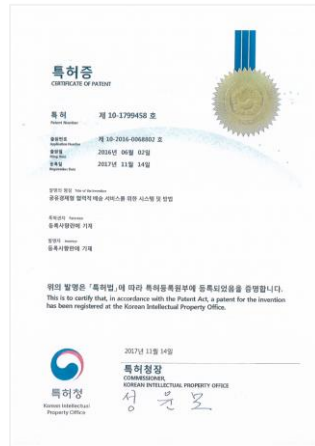 특허증
CERTIFICATE OF PATENT
특 허 제 10-1799458 호
Patent Number
출원번호 제 10-2016-0068802 호
Application Number
출원일 2016년 06월 02일
Filing Date
등록일 2017년 11월 14일
Registration Date
발명의 명칭 Title of the Invention
공유경제형 협력적 배송 서비스를 위한 시스템 및 방법
특허권자 Patentee
등록사항란에 기재
발명자 Inventor
등록사항란에 기재
위의 발명은 「특허법」에 따라 특허등록원부에 등록되었음을 증명합니다.
This is to certify that, in accordance with the Patent Act, a patent for the invention
has been registered at the Korean Intellectual Property Office.
2017년 11월 14일
특허청장
COMMISSIONER,
KOREAN INTELLECTUAL PROPERTY OFFICE
성 윤 모
특허청
Korean Intellectual
Property Office